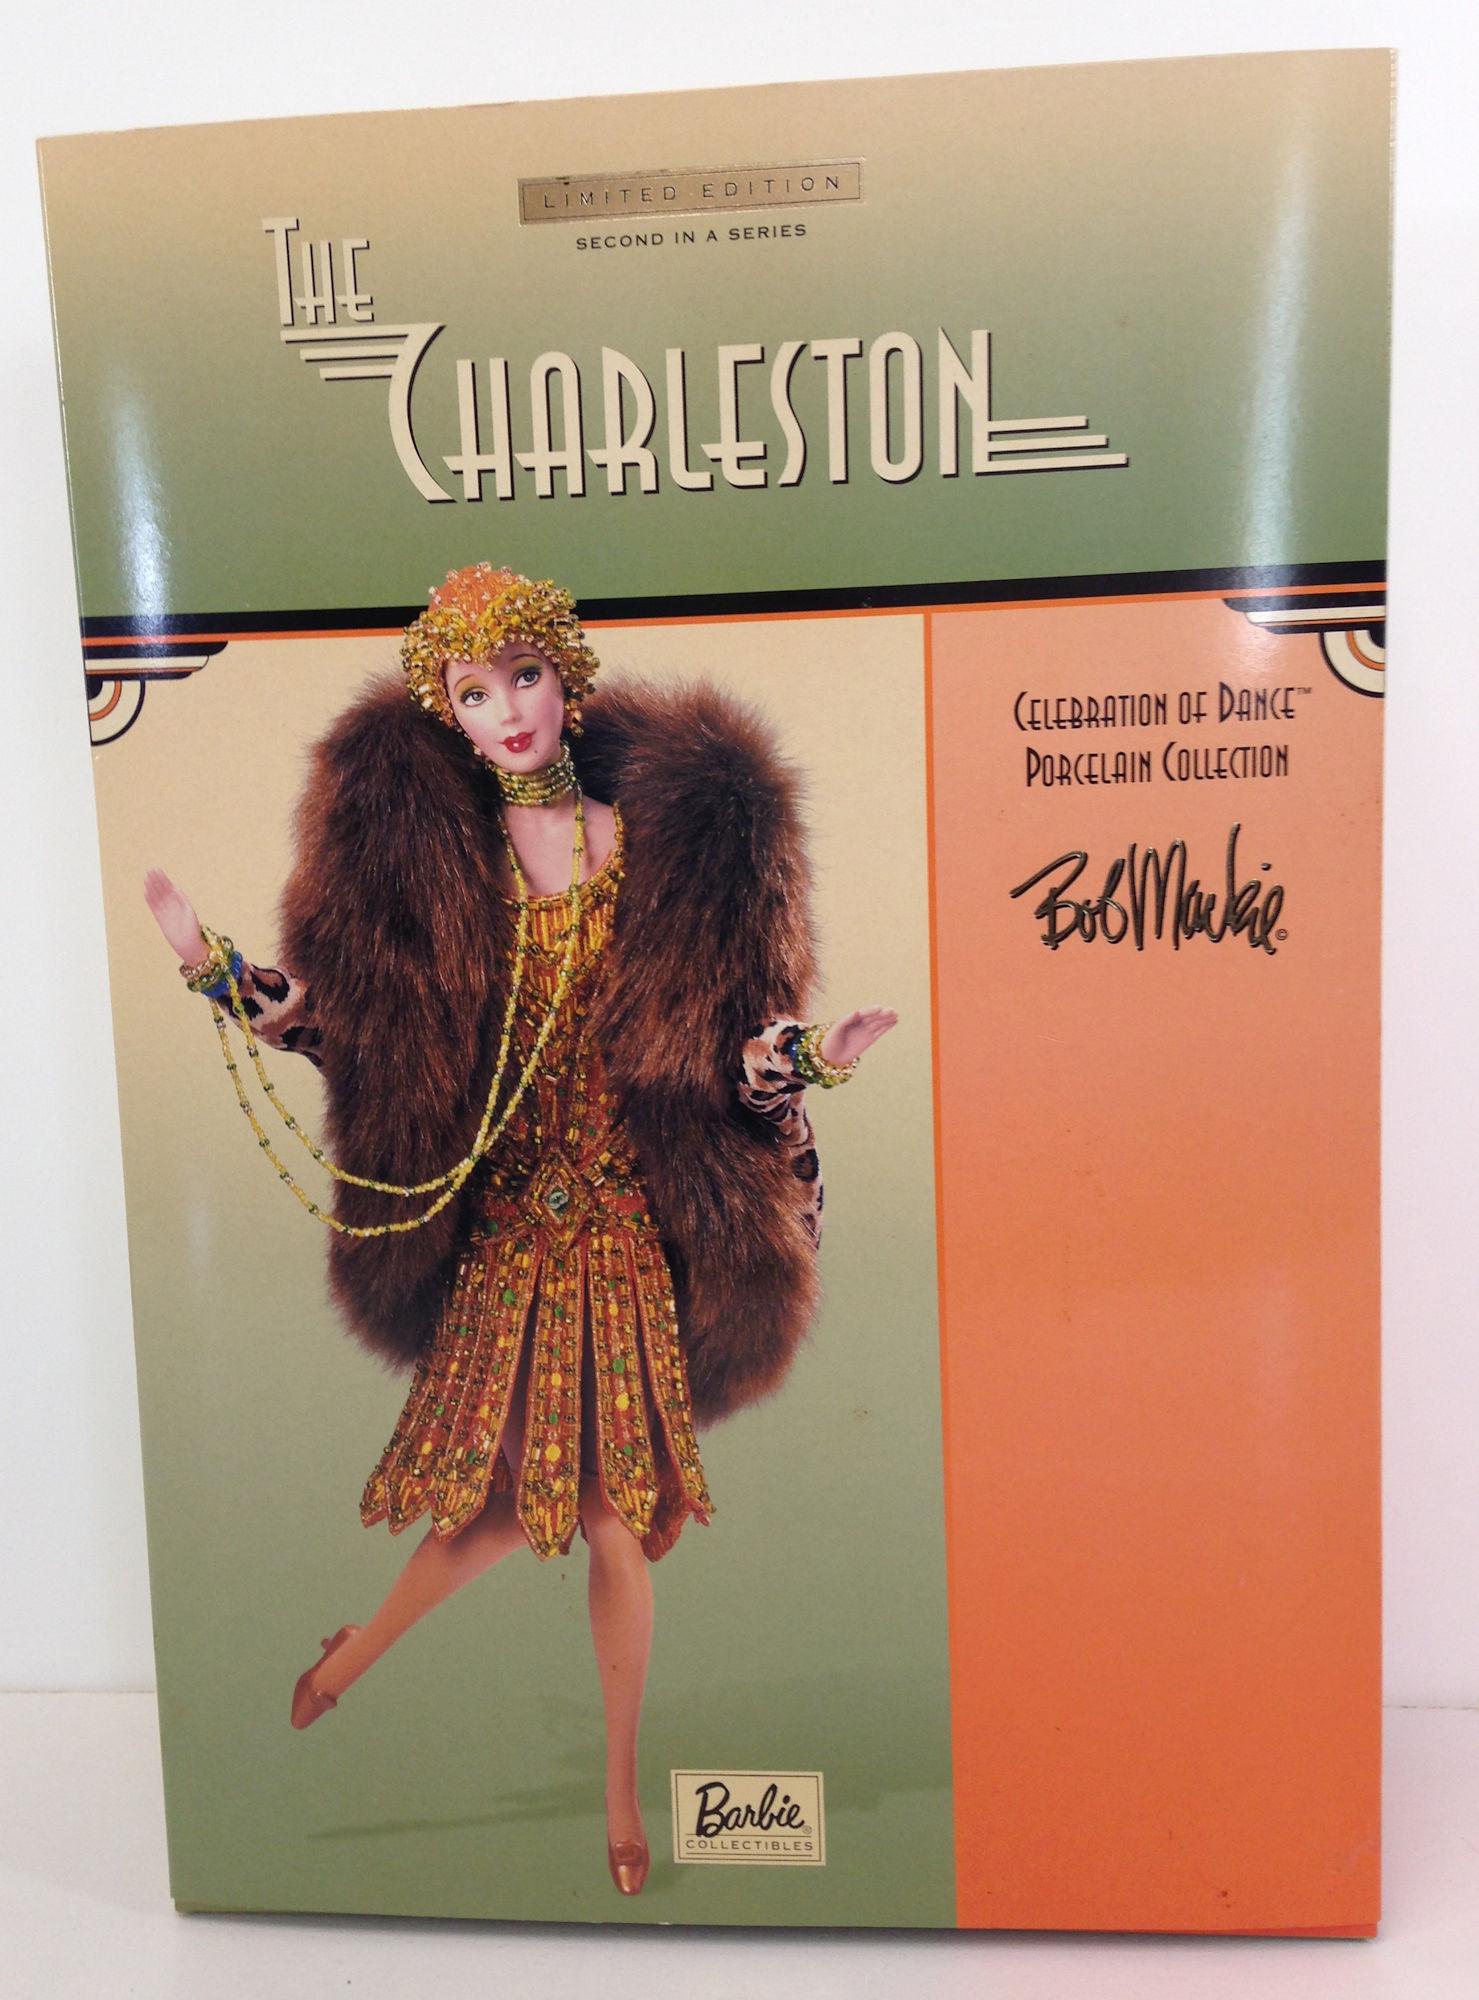 LIMITED EDITION
SECOND IN A SERIES
THE
CHARLESTON
CELEBRATION OF DANCE™
PORCELAIN COLLECTION
Bob Mackie©
Barbie®
COLLECTIBLES